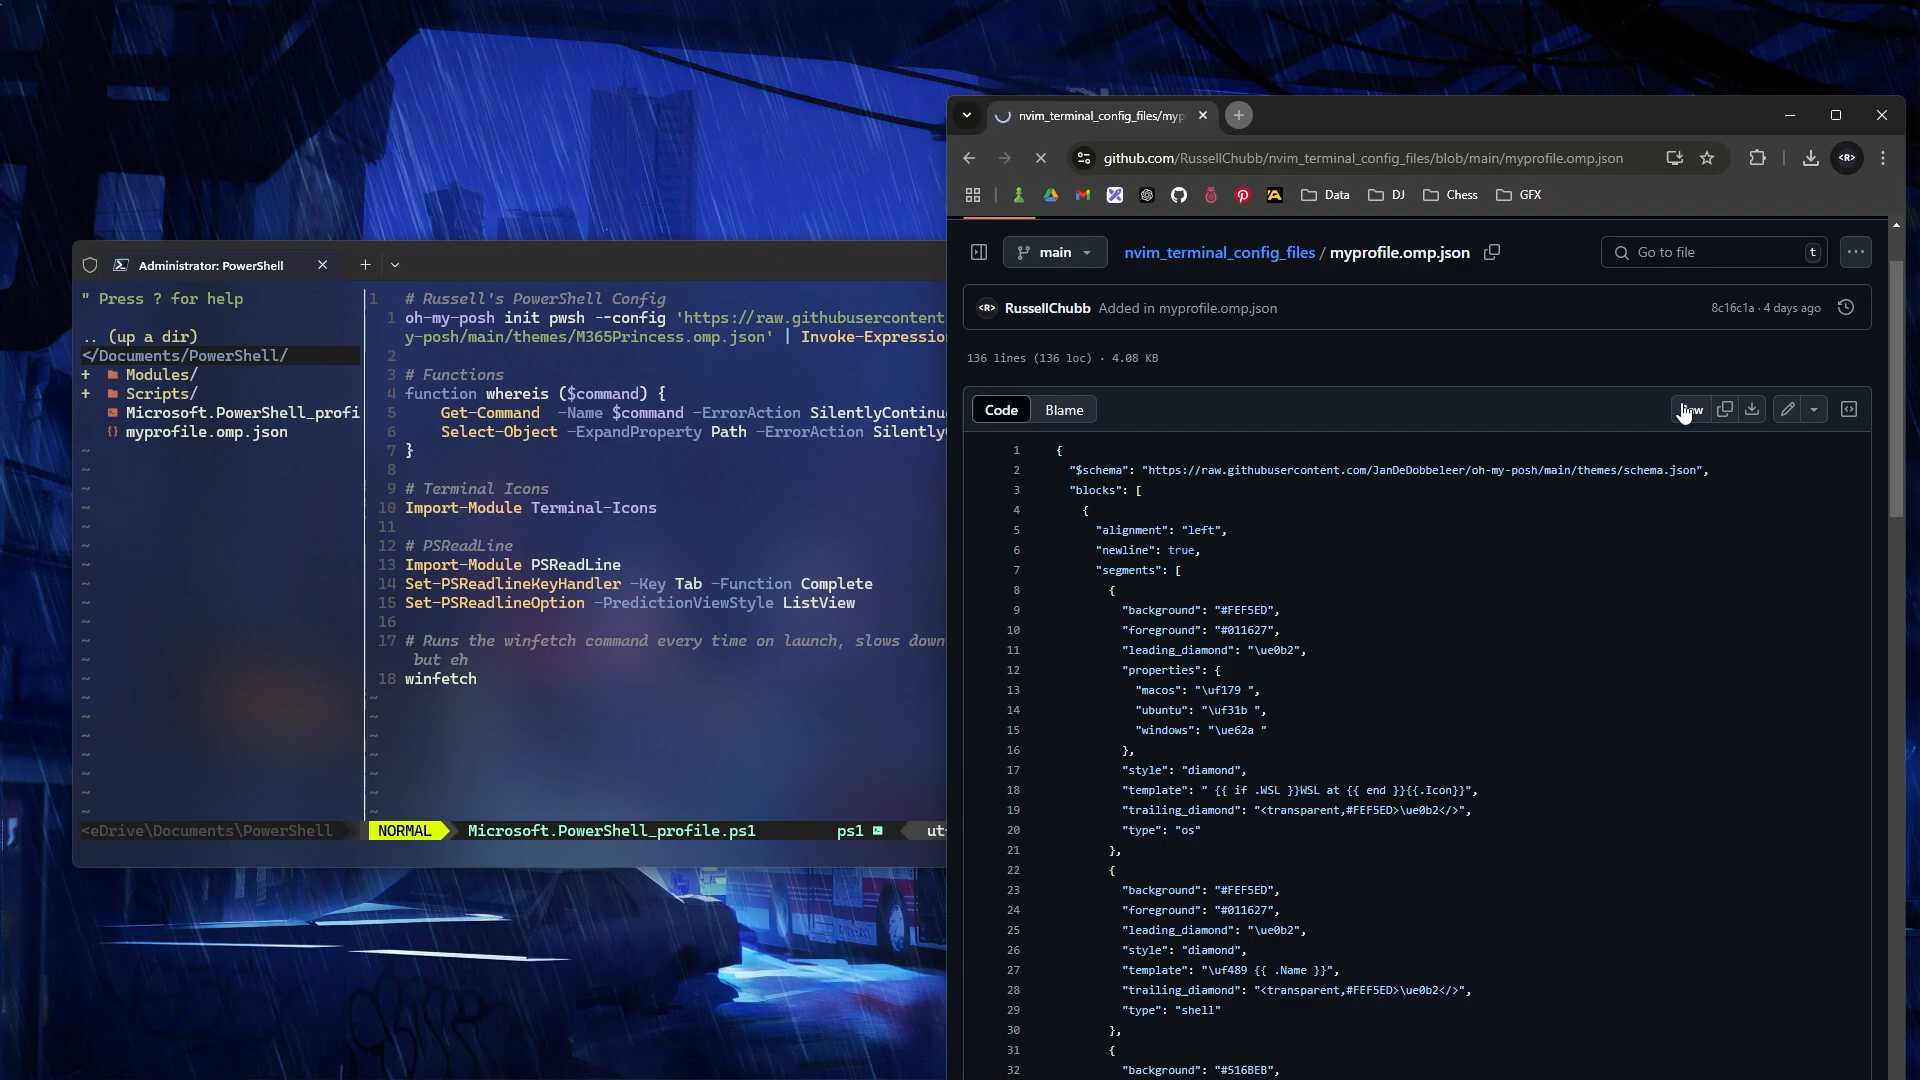 Administrator: PowerShell
" Press ? for help
.. (up a dir)
</Documents/PowerShell/
+ Modules/
+ Scripts/
Microsoft.PowerShell_profi
{} myprofile.omp.json
<eDrive\Documents\PowerShell
1 # Russell's PowerShell Config
1 oh-my-posh init pwsh --config 'https://raw.githubusercontent
y-posh/main/themes/M365Princess.omp.json' | Invoke-Expressio
2
3 # Functions
4 function whereis ($command) {
5 Get-Command -Name $command -ErrorAction SilentlyContinu
6 Select-Object -ExpandProperty Path -ErrorAction Silently
7 }
8
9 # Terminal Icons
10 Import-Module Terminal-Icons
11
12 # PSReadLine
13 Import-Module PSReadLine
14 Set-PSReadlineKeyHandler -Key Tab -Function Complete
15 Set-PSReadlineOption -PredictionViewStyle ListView
16
17 # Runs the winfetch command every time on launch, slows down
but eh
18 winfetch
NORMAL Microsoft.PowerShell_profile.ps1 ps1 ut
nvim_terminal_config_files/myp
github.com/RussellChubb/nvim_terminal_config_files/blob/main/myprofile.omp.json <R>
Data DJ Chess GFX
main nvim_terminal_config_files / myprofile.omp.json Go to file t
<R> RussellChubb Added in myprofile.omp.json 8c16c1a · 4 days ago
136 lines (136 loc) · 4.08 KB
Code Blame
1 {
2 "$schema": "https://raw.githubusercontent.com/JanDeDobbeleer/oh-my-posh/main/themes/schema.json",
3 "blocks": [
4 {
5 "alignment": "left",
6 "newline": true,
7 "segments": [
8 {
9 "background": "#FEF5ED",
10 "foreground": "#011627",
11 "leading_diamond": "\ue0b2",
12 "properties": {
13 "macos": "\uf179 ",
14 "ubuntu": "\uf31b ",
15 "windows": "\ue62a "
16 },
17 "style": "diamond",
18 "template": " {{ if .WSL }}WSL at {{ end }}{{.Icon}}",
19 "trailing_diamond": "<transparent,#FEF5ED>\ue0b2</>",
20 "type": "os"
21 },
22 {
23 "background": "#FEF5ED",
24 "foreground": "#011627",
25 "leading_diamond": "\ue0b2",
26 "style": "diamond",
27 "template": "\uf489 {{ .Name }}",
28 "trailing_diamond": "<transparent,#FEF5ED>\ue0b2</>",
29 "type": "shell"
30 },
31 {
32 "background": "#516BEB",